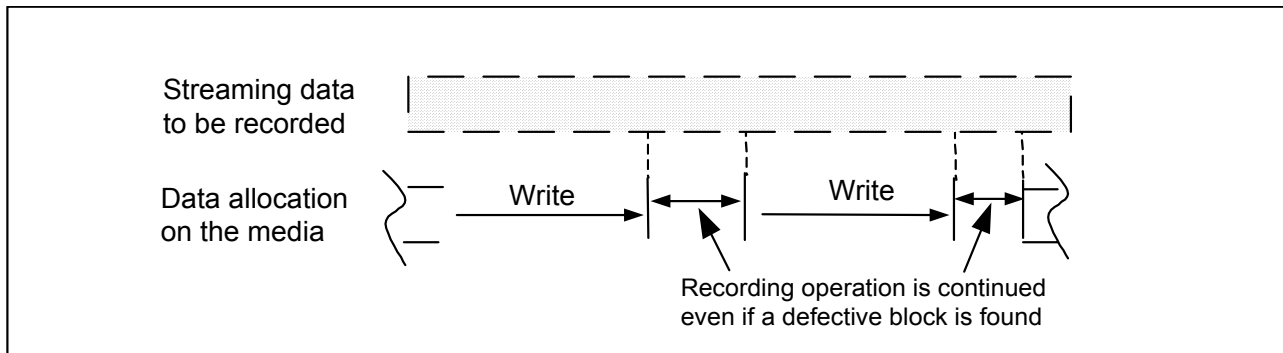 Streaming data
to be recorded
Data allocation
on the media
Write
Write
Recording operation is continued
even if a defective block is found